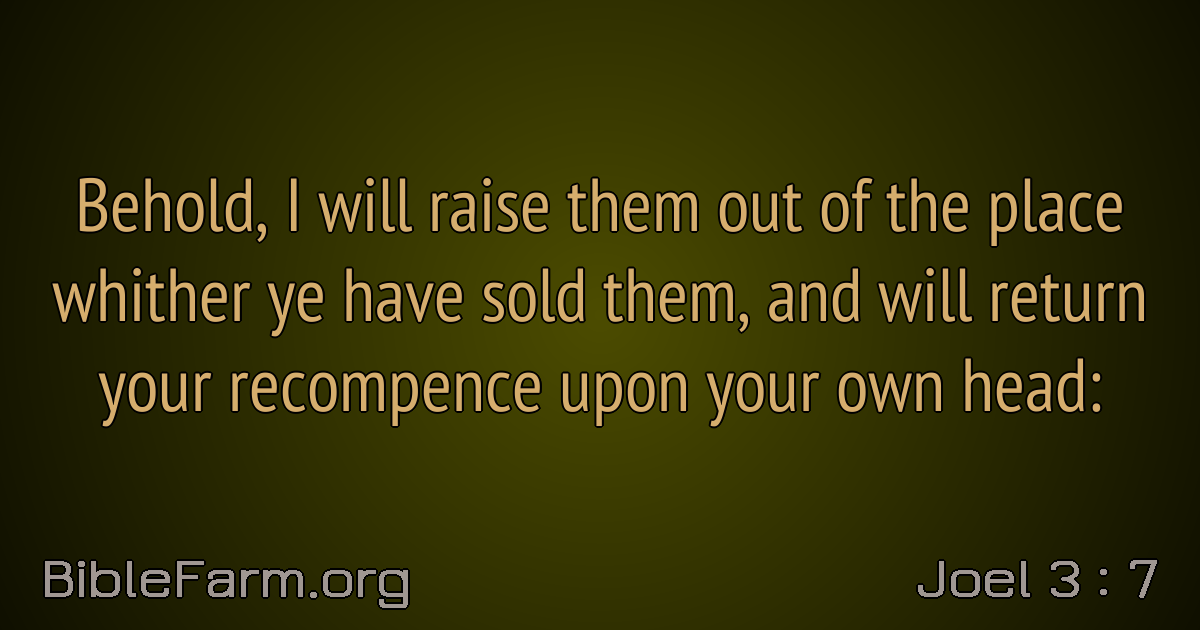 Behold, I will raise them out of the place
whither ye have sold them, and will return
your recompence upon your own head:
BibleFarm.org
Joel 3 : 7